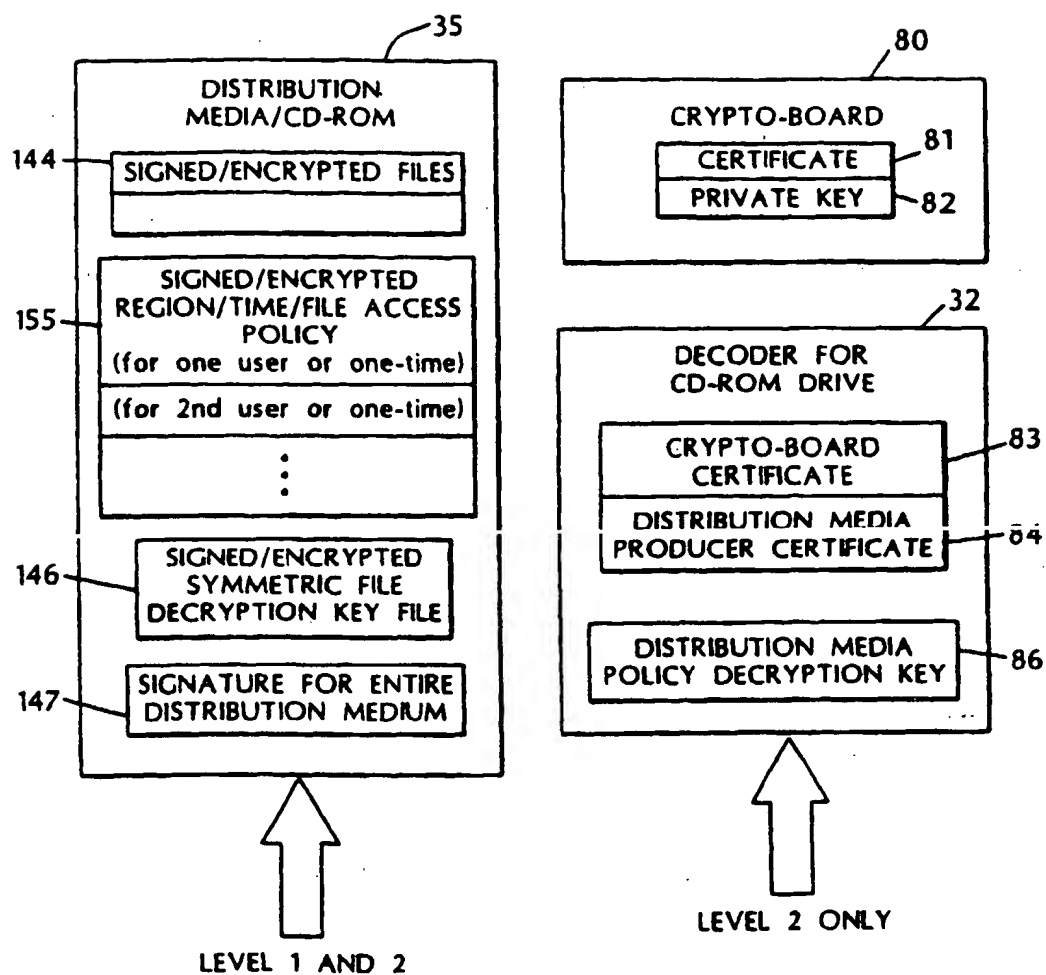 35
DISTRIBUTION
MEDIA/CD-ROM
144
SIGNED/ENCRYPTED FILES
155
SIGNED/ENCRYPTED
REGION/TIME/FILE ACCESS
POLICY
(for one user or one-time)
(for 2nd user or one-time)
146
SIGNED/ENCRYPTED
SYMMETRIC FILE
DECRYPTION KEY FILE
147
SIGNATURE FOR ENTIRE
DISTRIBUTION MEDIUM
LEVEL 1 AND 2
80
CRYPTO-BOARD
CERTIFICATE
81
PRIVATE KEY
82
32
DECODER FOR
CD-ROM DRIVE
CRYPTO-BOARD
CERTIFICATE
83
DISTRIBUTION MEDIA
PRODUCER CERTIFICATE
84
DISTRIBUTION MEDIA
POLICY DECRYPTION KEY
86
LEVEL 2 ONLY